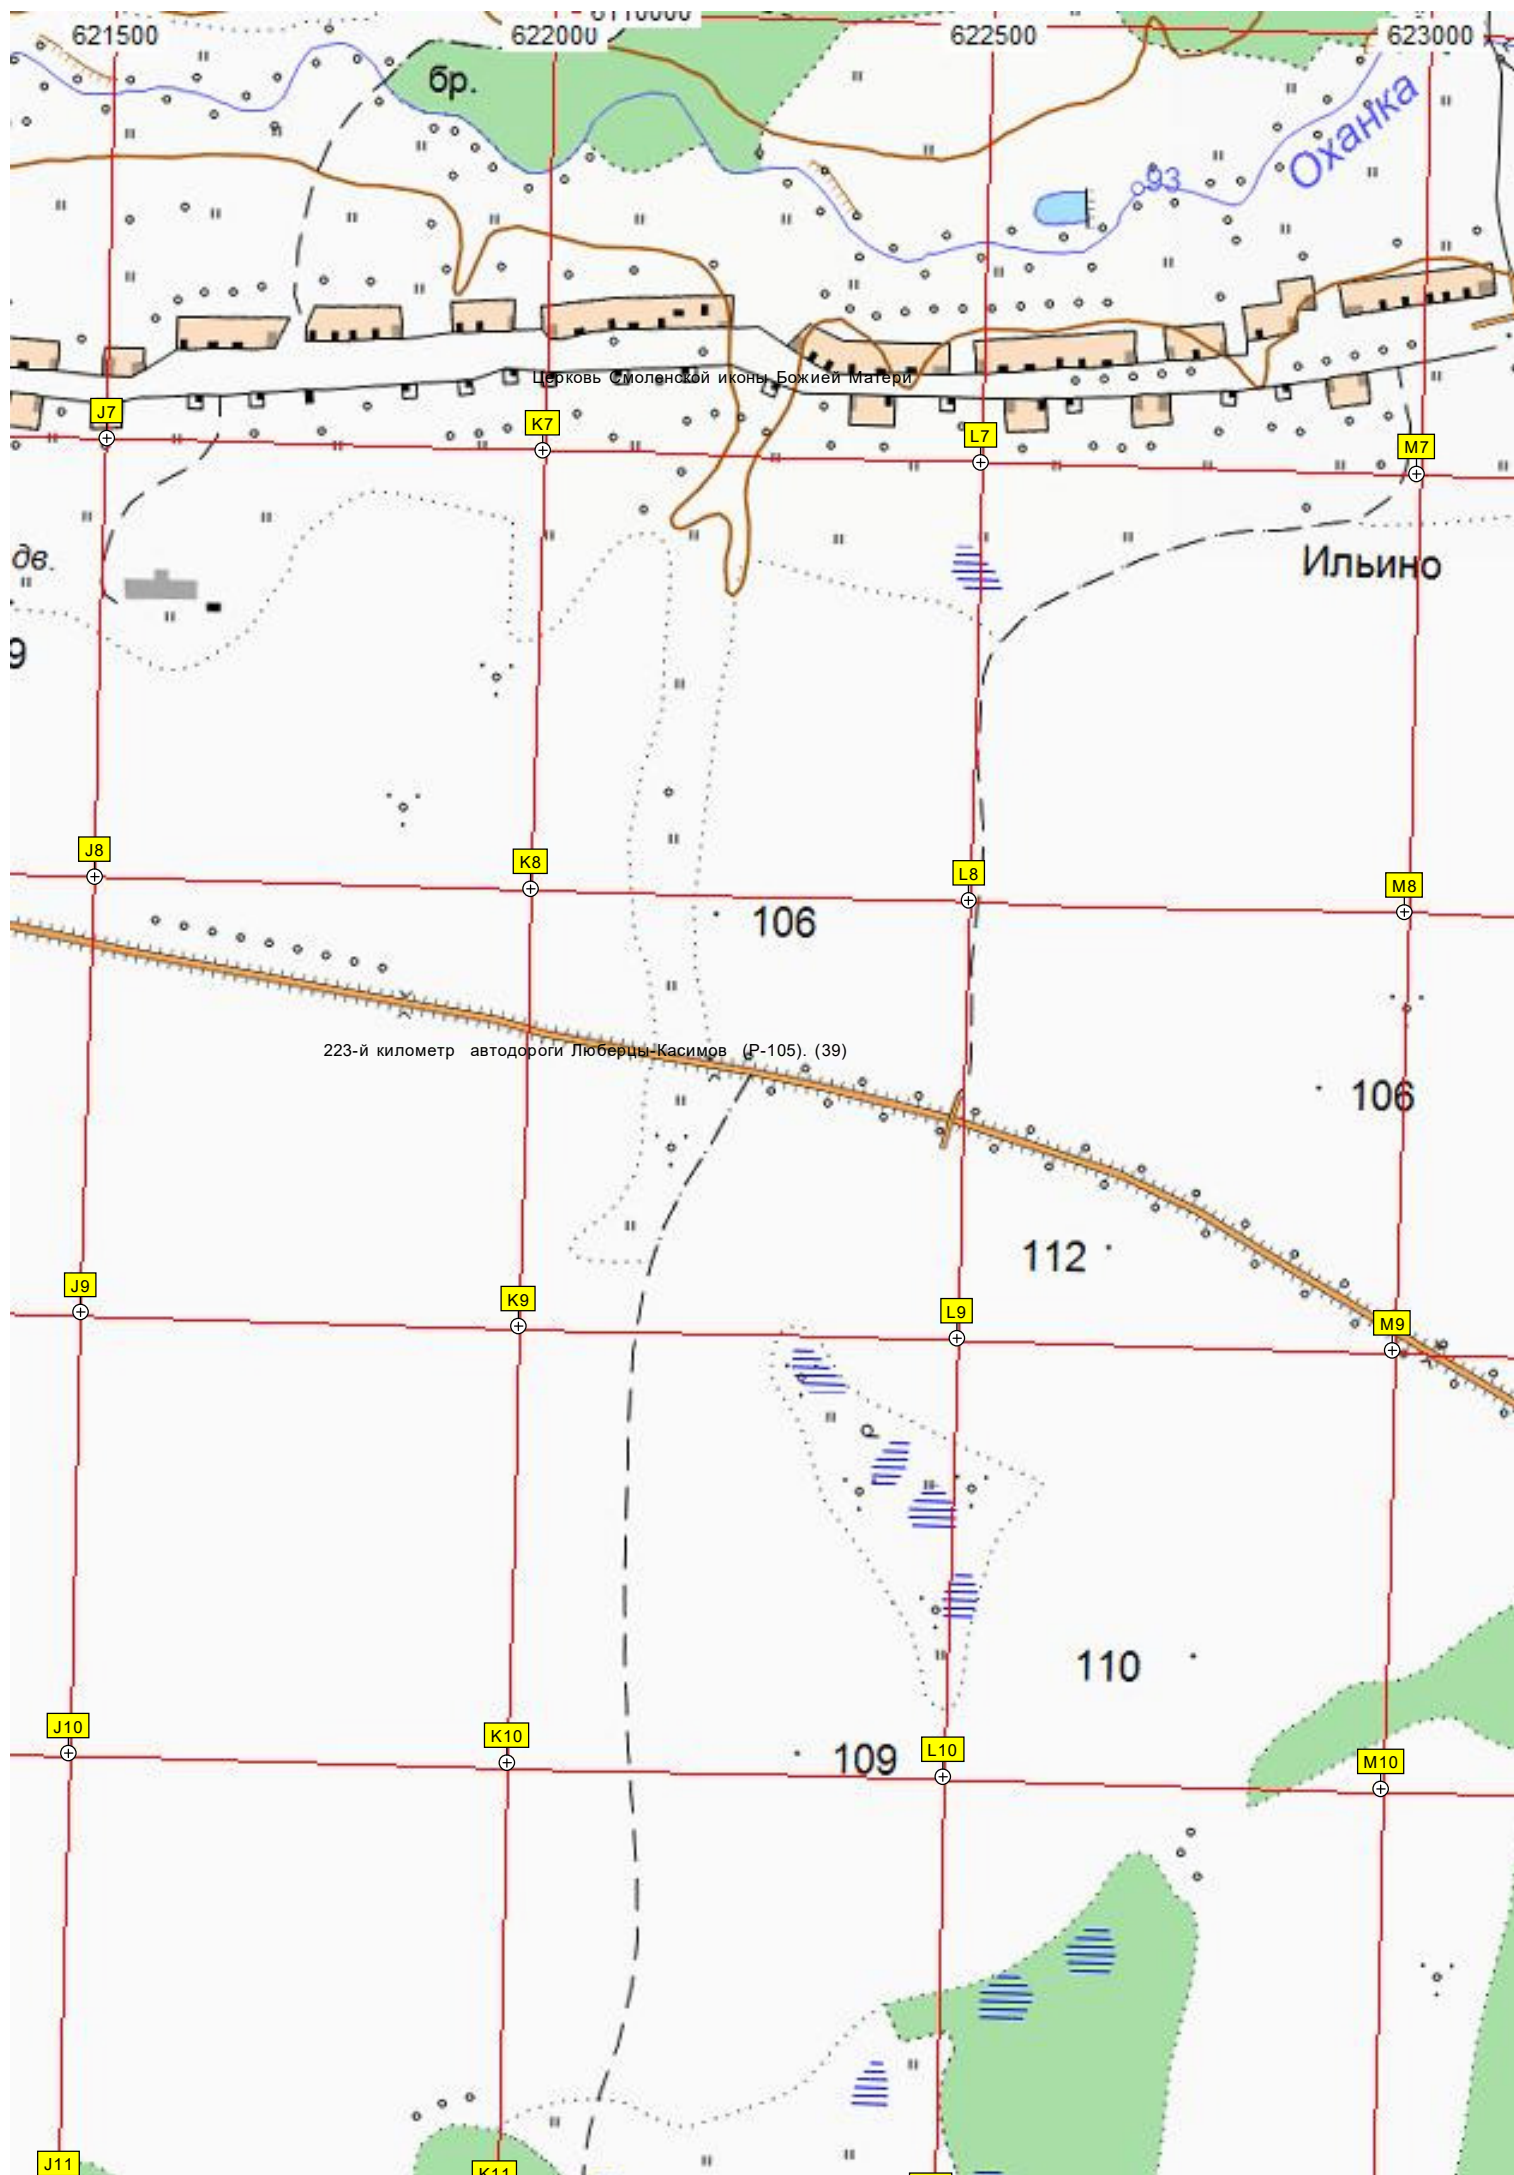 6110000
621500
622000
622500
623000
бр.
Оханка
93
Церковь Смоленской иконы Божией Матери
J7
K7
L7
M7
дв.
Ильино
9
J8
K8
L8
M8
106
223-й километр автодороги Люберцы-Касимов (Р-105). (39)
106
112
J9
K9
L9
M9
р
110
J10
K10
L10
M10
109
J11
K11